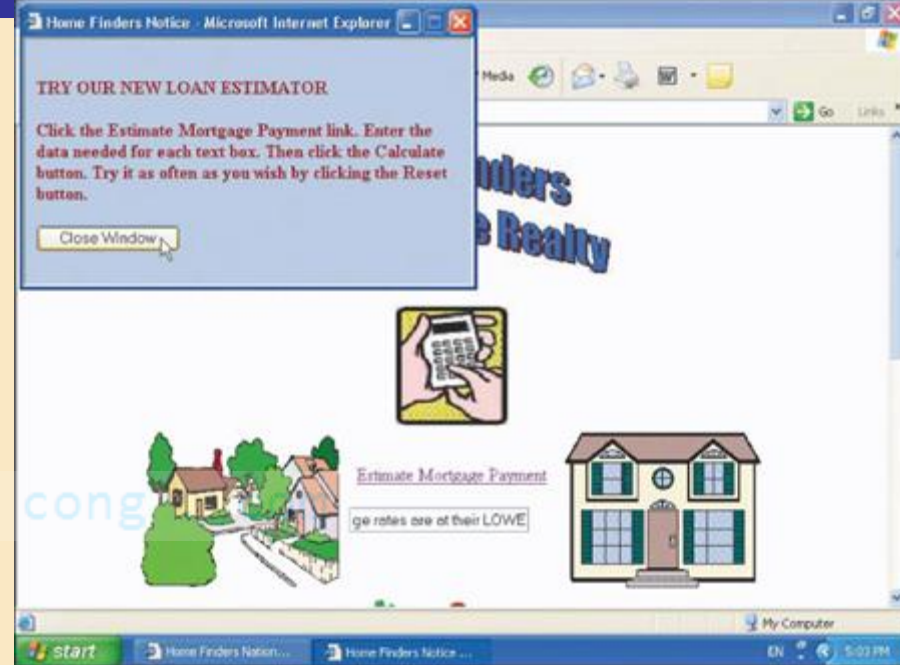 Home Finders Notice - Microsoft Internet Explorer
TRY OUR NEW LOAN ESTIMATOR
Click the Estimate Mortgage Payment link. Enter the
data needed for each text box. Then click the Calculate
button. Try it as often as you wish by clicking the Reset
button.
Close Window
Media
Go
Links
nders
e Realty
Estimate Mortgage Payment
ge rates are at their LOWE
cong
My Computer
start
Home Finders Nation...
Home Finders Notice ...
EN
5:03 PM